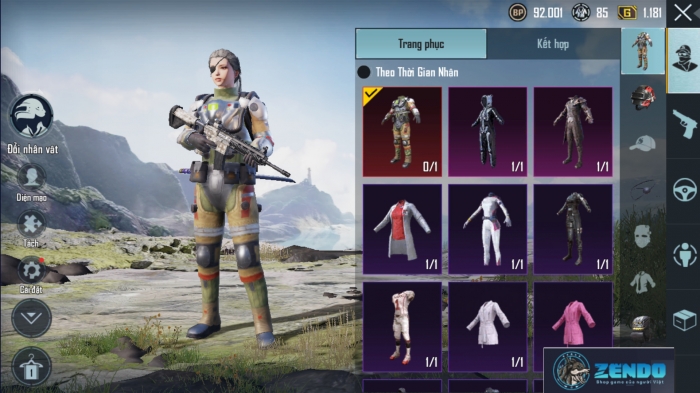 BP 92.001 85 G 1.181
Trang phục Kết hợp
Theo Thời Gian Nhận
Đổi nhân vật
Diện mạo
Tách
Cài đặt
0/1 1/1 1/1
1/1 1/1 1/1
1/1 1/1
ZENDO
Shop game của người Việt